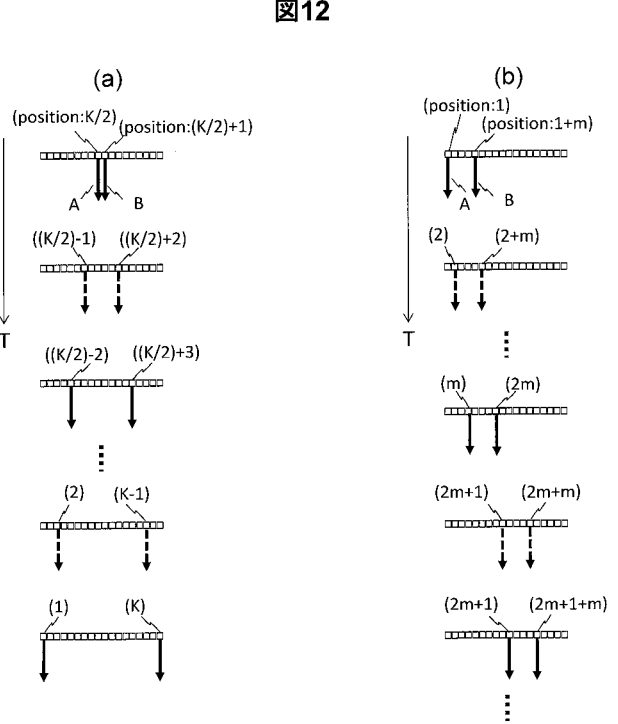 図12
(a)
(position:K/2)
(position:(K/2)+1)
A
B
((K/2)-1)
((K/2)+2)
T
((K/2)-2)
((K/2)+3)
(2)
(K-1)
(1)
(K)
(b)
(position:1)
(position:1+m)
A
B
(2)
(2+m)
T
(m)
(2m)
(2m+1)
(2m+m)
(2m+1)
(2m+1+m)